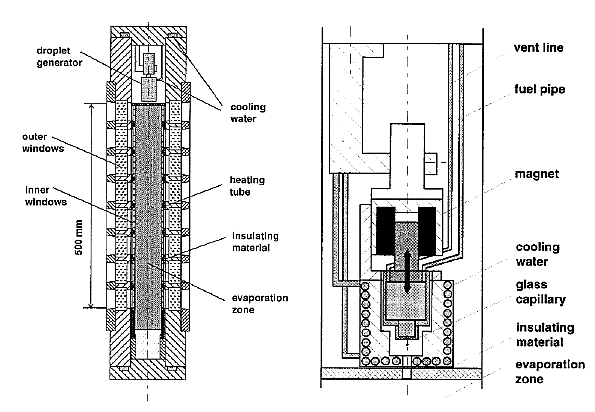 droplet
generator
cooling
water
outer
windows
heating
tube
inner
windows
500 mm
insulating
material
evaporation
zone
vent line
fuel pipe
magnet
cooling
water
glass
capillary
insulating
material
evaporation
zone